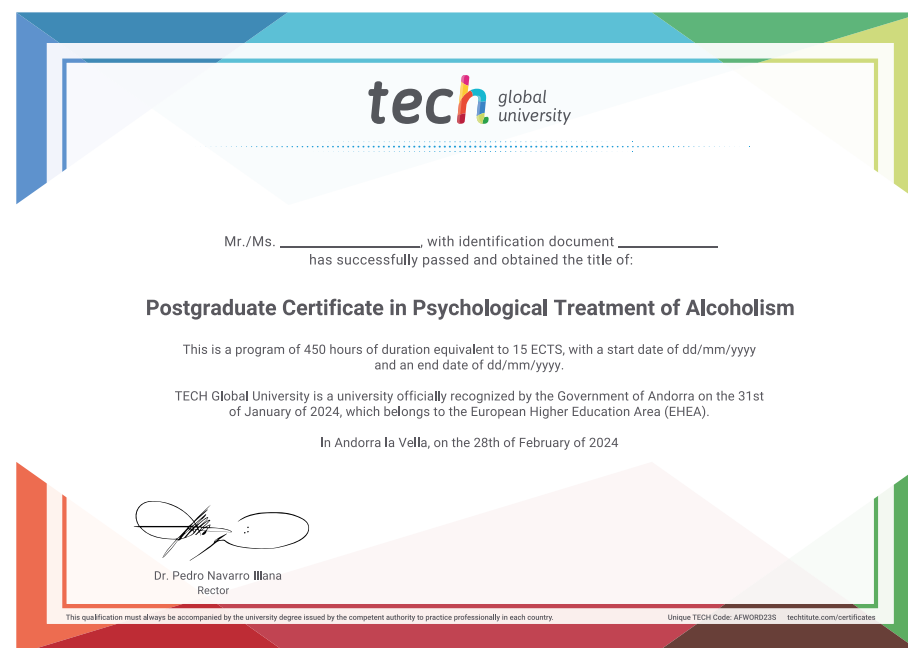 tech global university
Mr./Ms. ____________________, with identification document ______________
has successfully passed and obtained the title of:
Postgraduate Certificate in Psychological Treatment of Alcoholism
This is a program of 450 hours of duration equivalent to 15 ECTS, with a start date of dd/mm/yyyy
and an end date of dd/mm/yyyy.
TECH Global University is a university officially recognized by the Government of Andorra on the 31st
of January of 2024, which belongs to the European Higher Education Area (EHEA).
In Andorra la Vella, on the 28th of February of 2024
Dr. Pedro Navarro Illana
Rector
This qualification must always be accompanied by the university degree issued by the competent authority to practice professionally in each country.
Unique TECH Code: AFWORD23S techtitute.com/certificates